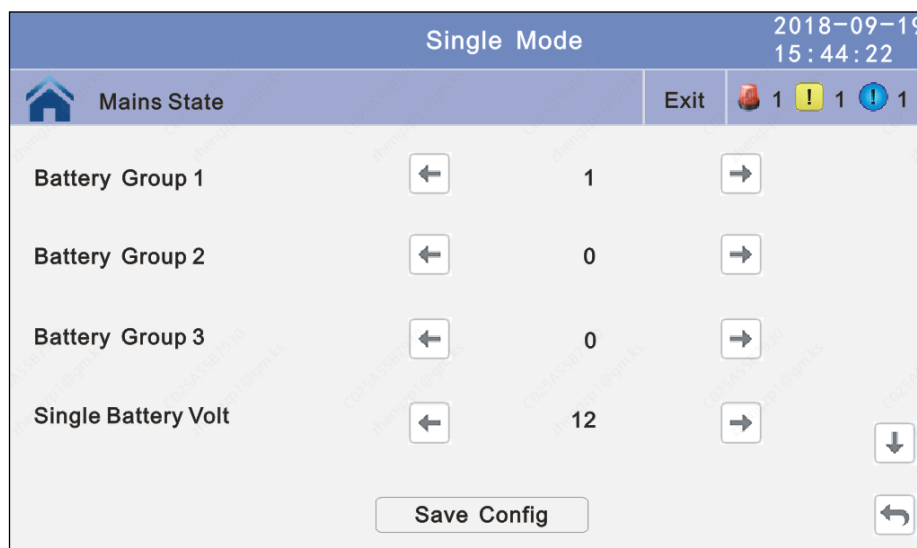 Single Mode
2018-09-19
15:44:22
Mains State
Exit
1
! 1
! 1
Battery Group 1
1
Battery Group 2
0
Battery Group 3
0
Single Battery Volt
12
Save Config